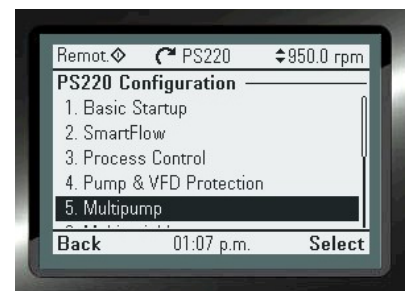 Remot. PS220 950.0 rpm
PS220 Configuration
1. Basic Startup
2. SmartFlow
3. Process Control
4. Pump & VFD Protection
5. Multipump
Back 01:07 p.m. Select